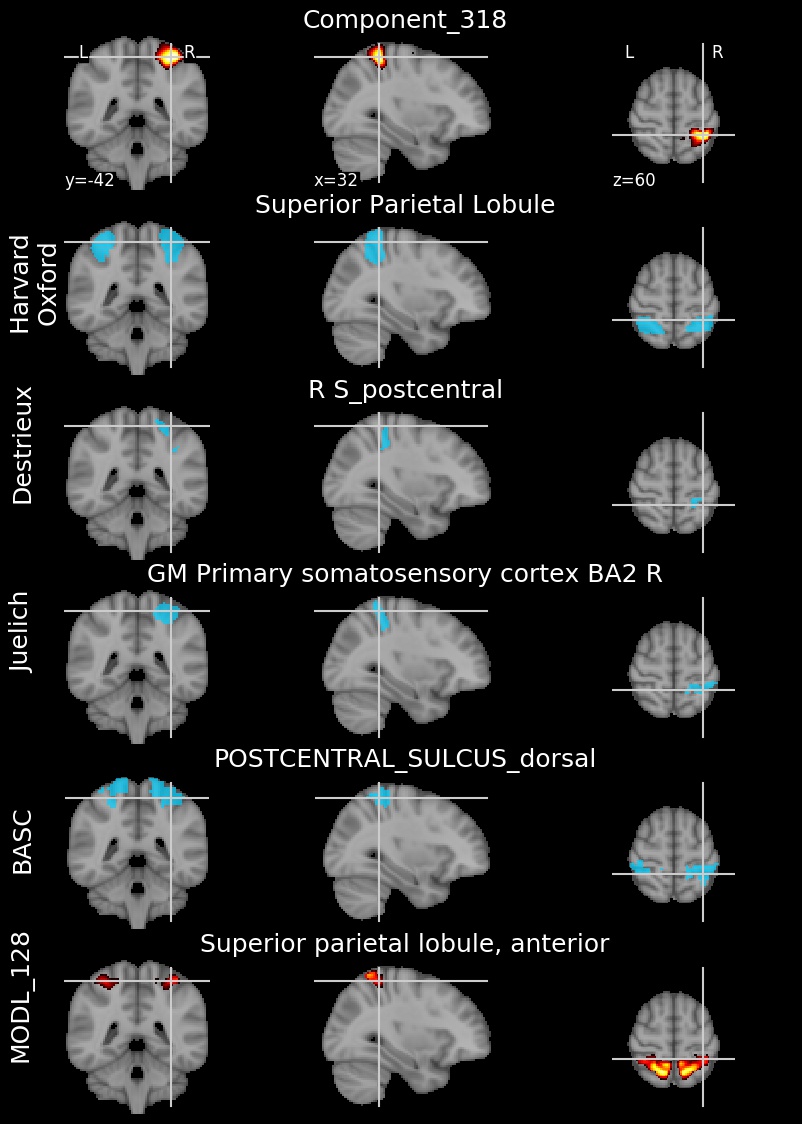 Component_318
L R
L R
y=-42
x=32
z=60
Superior Parietal Lobule
Harvard
Oxford
R S_postcentral
Destrieux
GM Primary somatosensory cortex BA2 R
Juelich
POSTCENTRAL_SULCUS_dorsal
BASC
Superior parietal lobule, anterior
MODL_128